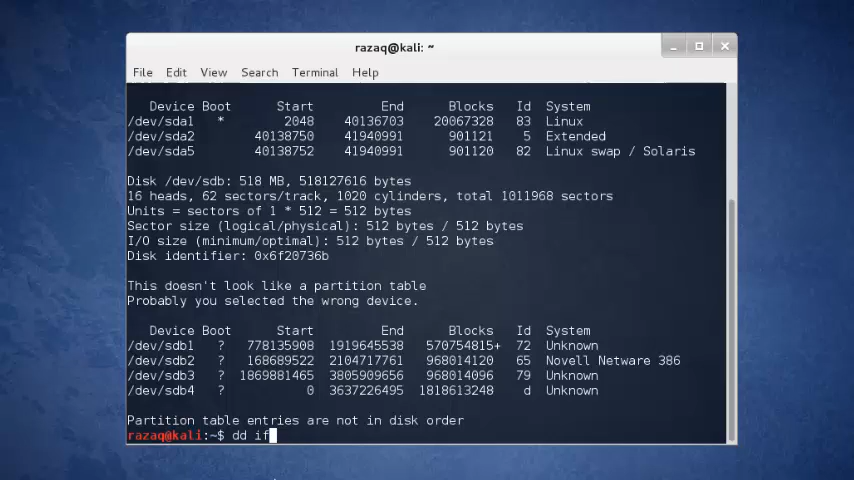 razaq@kali: ~
File Edit View Search Terminal Help
Device Boot Start End Blocks Id System
/dev/sda1 * 2048 40136703 20067328 83 Linux
/dev/sda2 40138750 41940991 901121 5 Extended
/dev/sda5 40138752 41940991 901120 82 Linux swap / Solaris
Disk /dev/sdb: 518 MB, 518127616 bytes
16 heads, 62 sectors/track, 1020 cylinders, total 1011968 sectors
Units = sectors of 1 * 512 = 512 bytes
Sector size (logical/physical): 512 bytes / 512 bytes
I/O size (minimum/optimal): 512 bytes / 512 bytes
Disk identifier: 0x6f20736b
This doesn't look like a partition table
Probably you selected the wrong device.
Device Boot Start End Blocks Id System
/dev/sdb1 ? 778135908 1919645538 570754815+ 72 Unknown
/dev/sdb2 ? 168689522 2104717761 968014120 65 Novell Netware 386
/dev/sdb3 ? 1869881465 3805909656 968014096 79 Unknown
/dev/sdb4 ? 0 3637226495 1818613248 d Unknown
Partition table entries are not in disk order
razaq@kali:~$ dd if